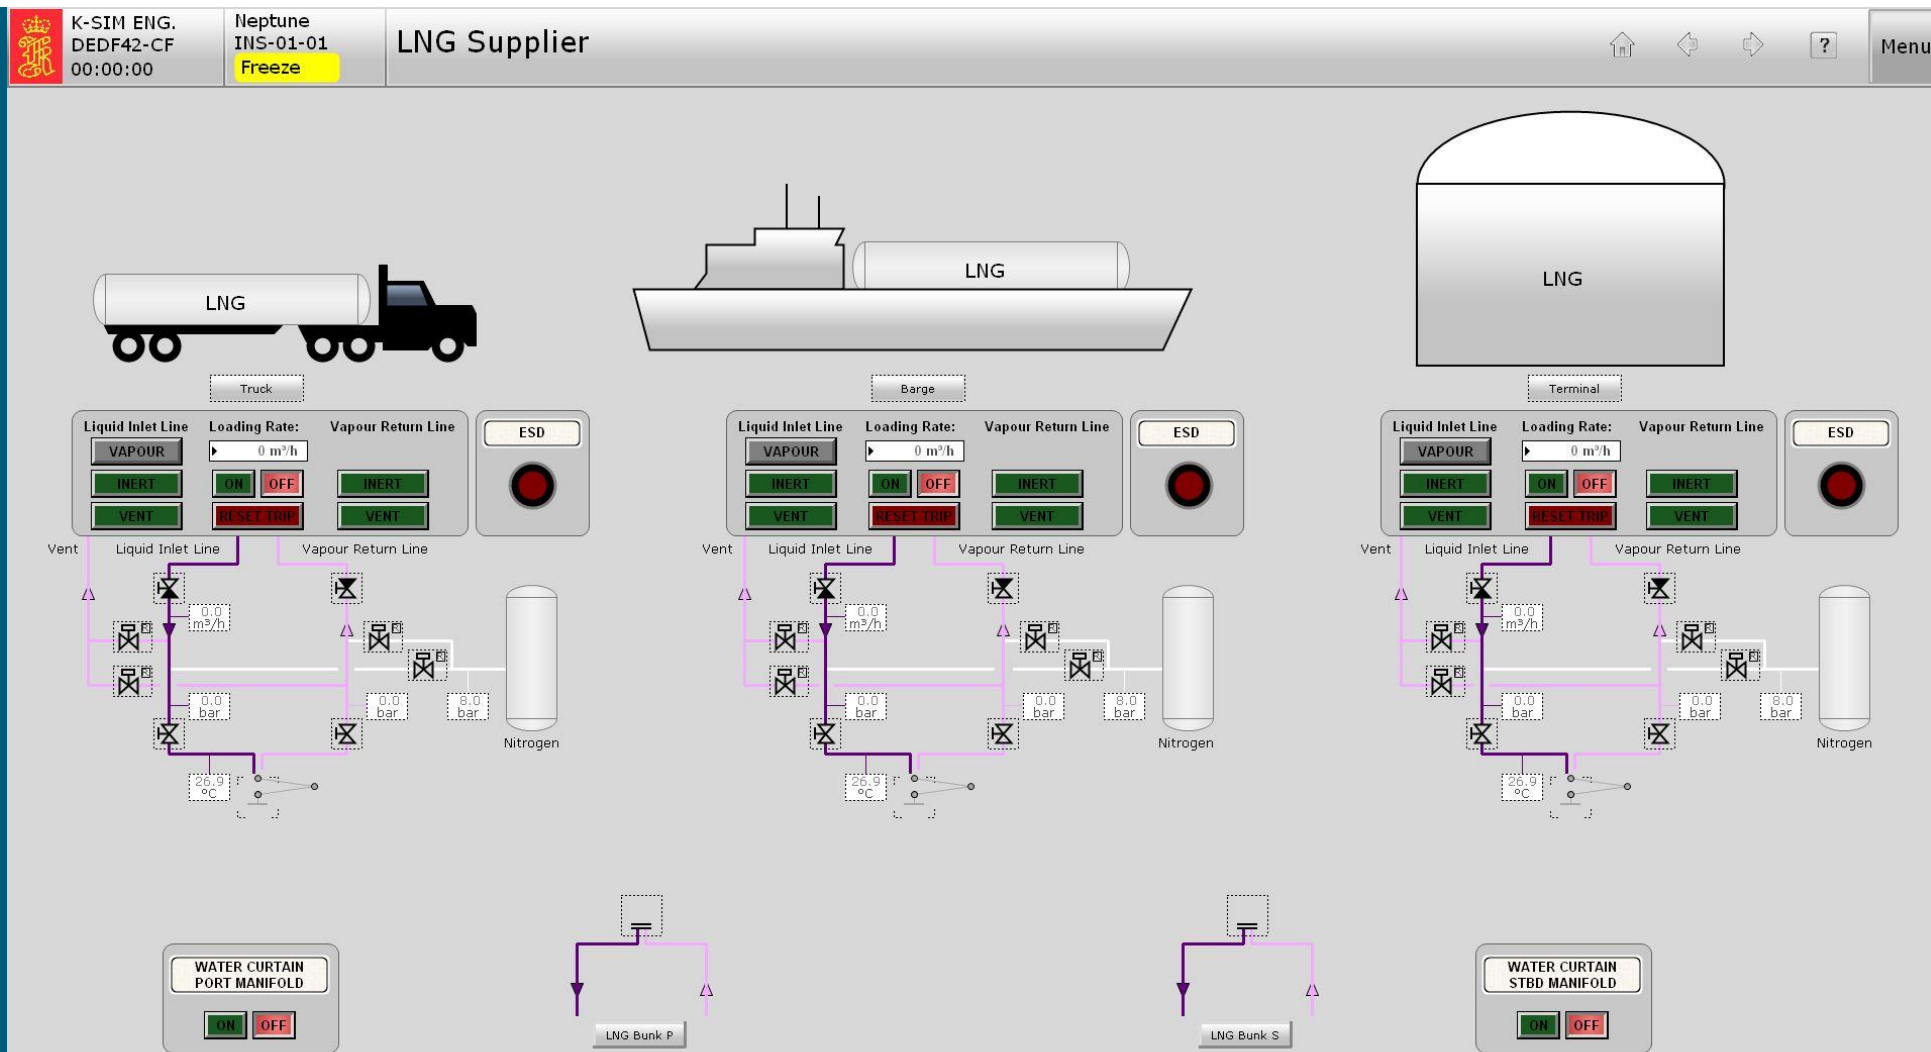 K-SIM ENG.
DEDF42-CF
00:00:00
Neptune
INS-01-01
Freeze
LNG Supplier
?
Menu
LNG
LNG
LNG
Truck
Barge
Terminal
Liquid Inlet Line Loading Rate: Vapour Return Line
VAPOUR 0 m³/h
INERT ON OFF INERT
VENT RESET TRIP VENT
ESD
Liquid Inlet Line Loading Rate: Vapour Return Line
VAPOUR 0 m³/h
INERT ON OFF INERT
VENT RESET TRIP VENT
ESD
Liquid Inlet Line Loading Rate: Vapour Return Line
VAPOUR 0 m³/h
INERT ON OFF INERT
VENT RESET TRIP VENT
ESD
Vent Liquid Inlet Line Vapour Return Line
0.0
m³/h
0.0
bar
0.0
bar
8.0
bar
Nitrogen
26.9
°C
Vent Liquid Inlet Line Vapour Return Line
0.0
m³/h
0.0
bar
0.0
bar
8.0
bar
Nitrogen
26.9
°C
Vent Liquid Inlet Line Vapour Return Line
0.0
m³/h
0.0
bar
0.0
bar
8.0
bar
Nitrogen
26.9
°C
WATER CURTAIN
PORT MANIFOLD
ON OFF
LNG Bunk P
LNG Bunk S
WATER CURTAIN
STBD MANIFOLD
ON OFF